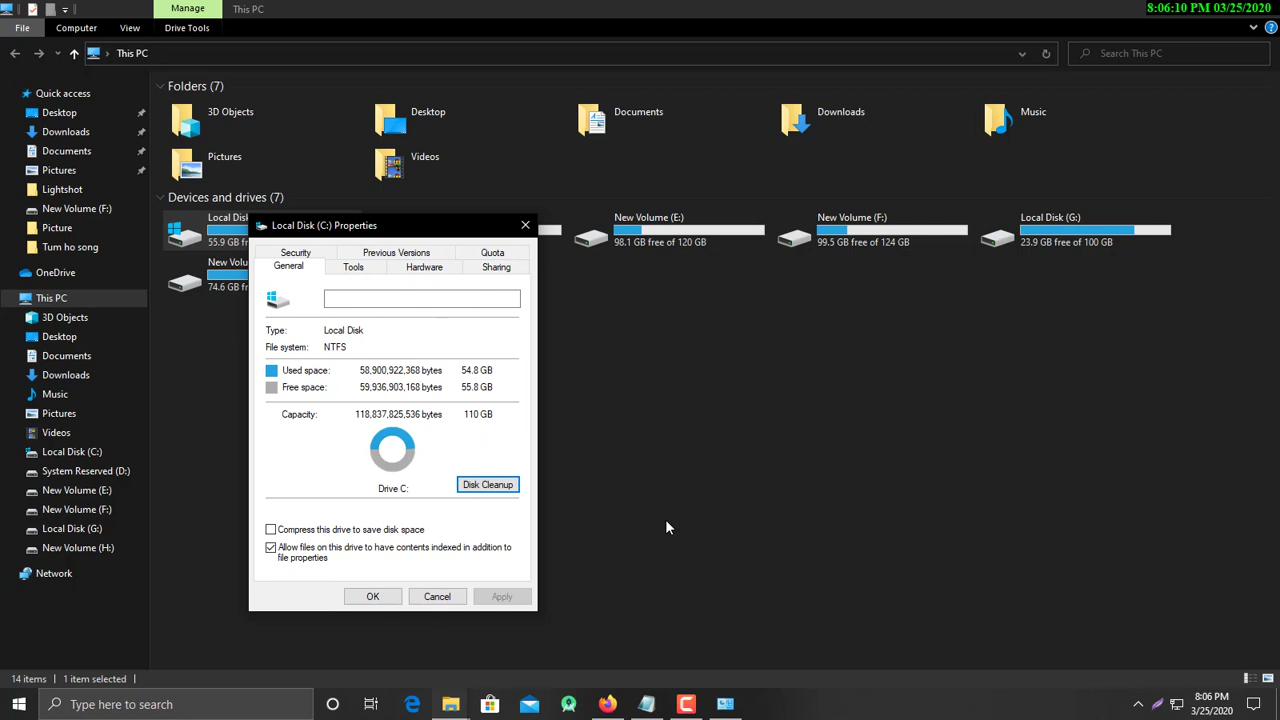 Manage
This PC
8:06:10 PM 03/25/2020
File
Computer
View
Drive Tools
This PC
Search This PC
Quick access
Desktop
Downloads
Documents
Pictures
Lightshot
New Volume (F:)
Picture
Tum ho song
OneDrive
This PC
3D Objects
Desktop
Documents
Downloads
Music
Pictures
Videos
Local Disk (C:)
System Reserved (D:)
New Volume (E:)
New Volume (F:)
Local Disk (G:)
New Volume (H:)
Network
Folders (7)
3D Objects
Desktop
Documents
Downloads
Music
Pictures
Videos
Devices and drives (7)
Local Disk
55.9 GB fr
New Volume (E:)
98.1 GB free of 120 GB
New Volume (F:)
99.5 GB free of 124 GB
Local Disk (G:)
23.9 GB free of 100 GB
New Vo
74.6 GB fr
Local Disk (C:) Properties
Security
Previous Versions
Quota
General
Tools
Hardware
Sharing
Type: Local Disk
File system: NTFS
Used space: 58,900,922,368 bytes 54.8 GB
Free space: 59,936,903,168 bytes 55.8 GB
Capacity: 118,837,825,536 bytes 110 GB
Drive C:
Disk Cleanup
Compress this drive to save disk space
Allow files on this drive to have contents indexed in addition to
file properties
OK
Cancel
Apply
14 items
1 item selected
Type here to search
8:06 PM
3/25/2020